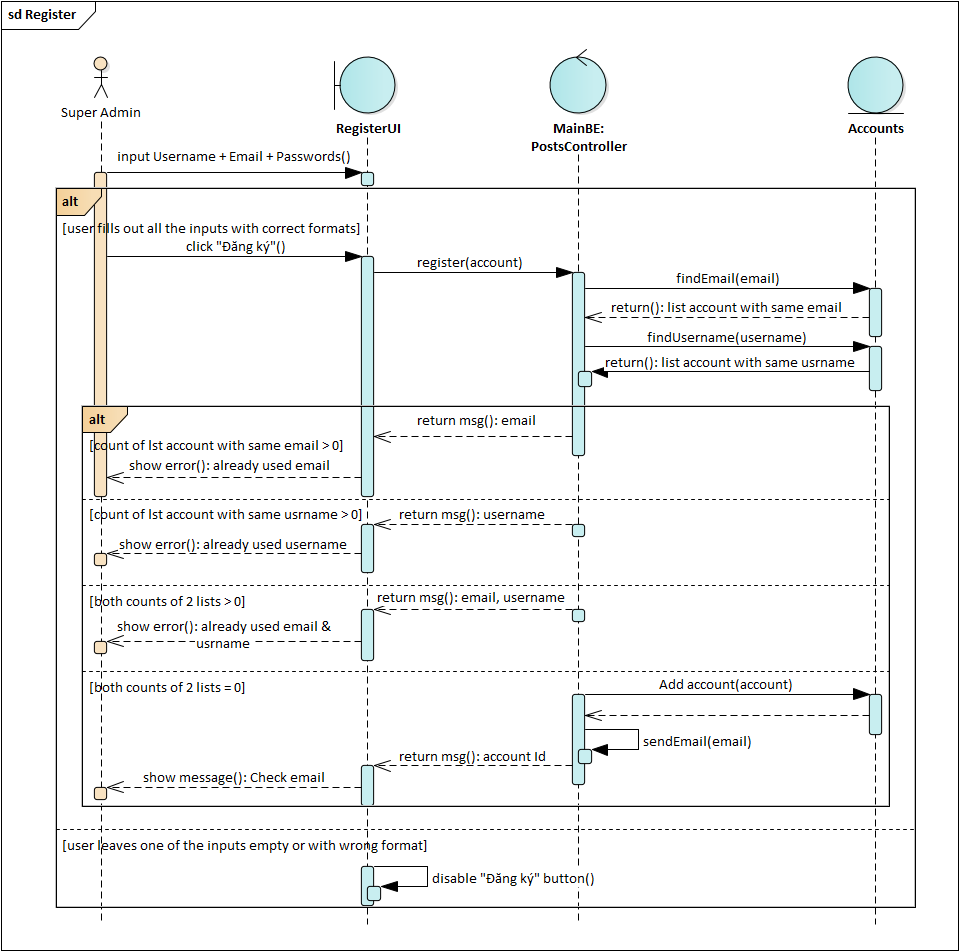 sd Register
Super Admin
RegisterUI
MainBE:
PostsController
Accounts
input Username + Email + Passwords()
alt
[user fills out all the inputs with correct formats]
click "Đăng ký"()
register(account)
findEmail(email)
return(): list account with same email
findUsername(username)
return(): list account with same usrname
alt
return msg(): email
[count of lst account with same email > 0]
show error(): already used email
[count of lst account with same usrname > 0]
return msg(): username
show error(): already used username
[both counts of 2 lists > 0]
return msg(): email, username
show error(): already used email &
usrname
[both counts of 2 lists = 0]
Add account(account)
sendEmail(email)
return msg(): account Id
show message(): Check email
[user leaves one of the inputs empty or with wrong format]
disable "Đăng ký" button()